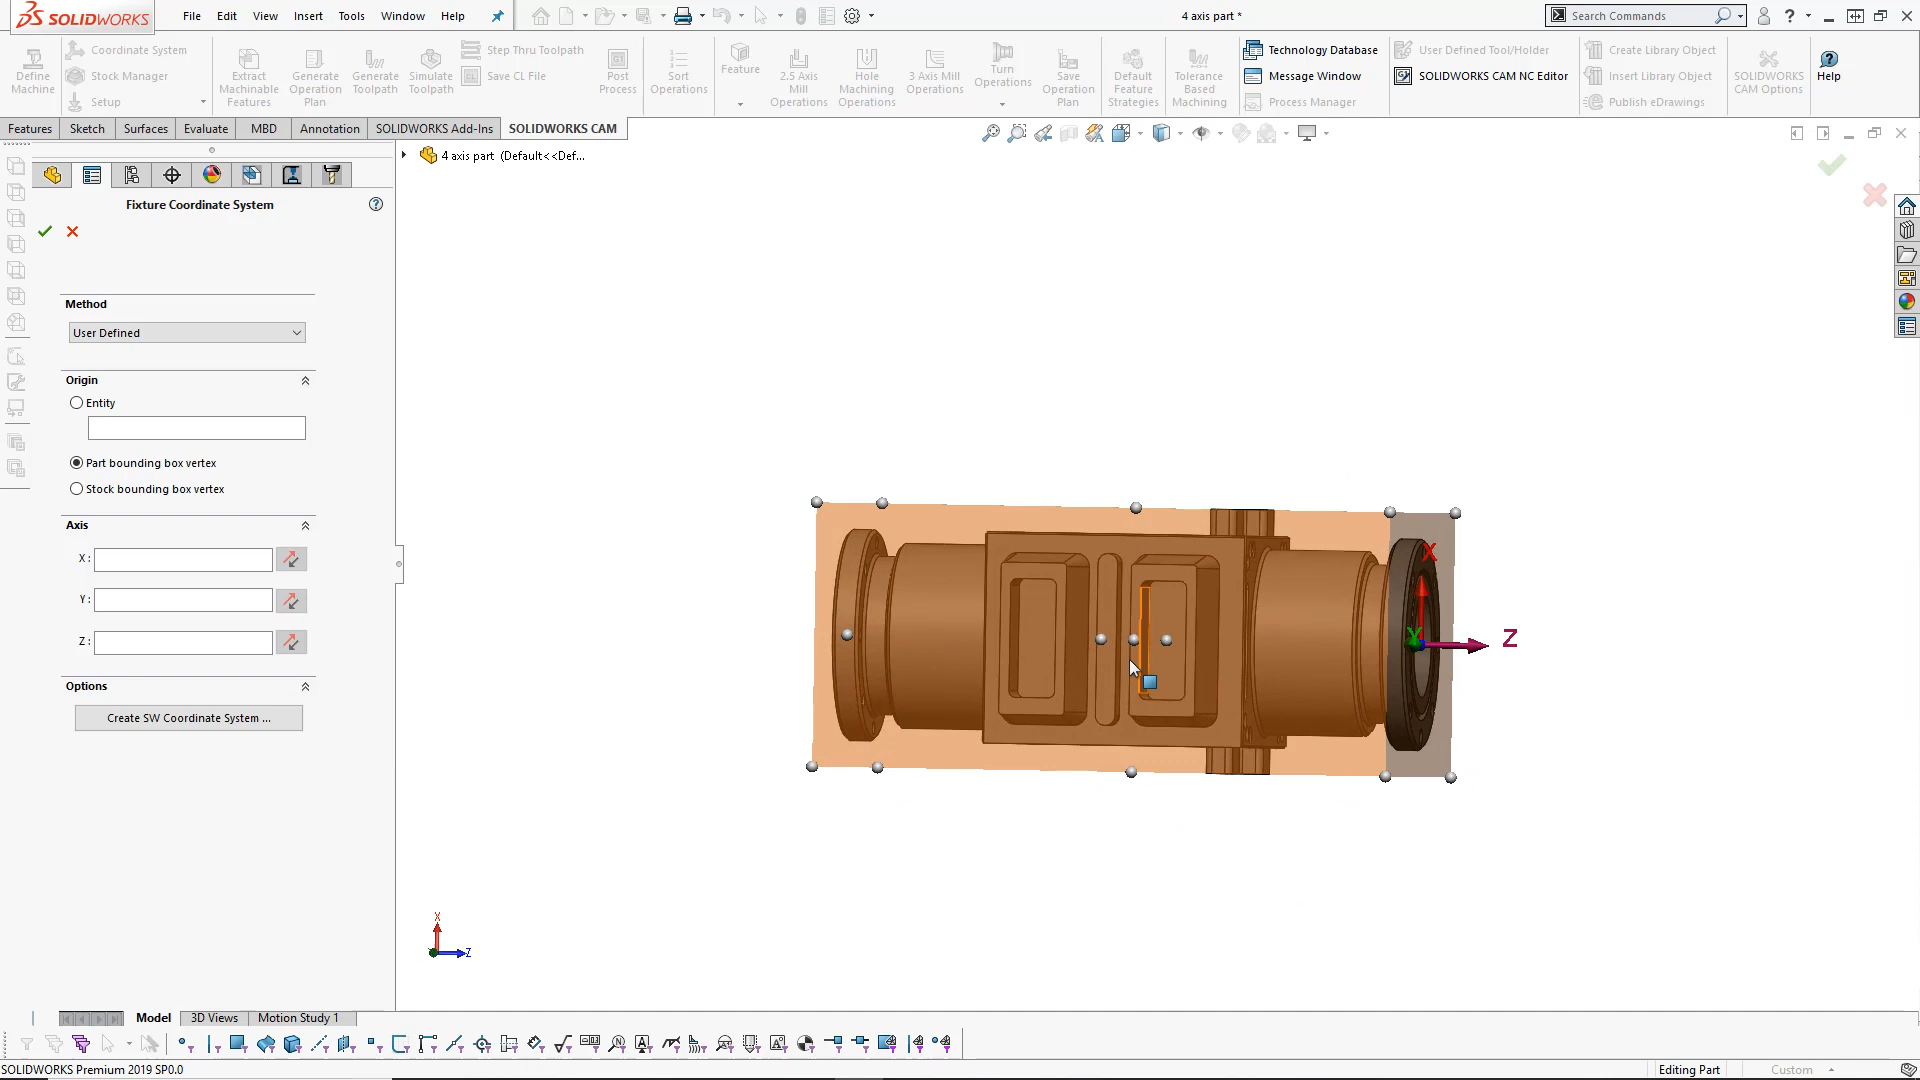 SOLIDWORKS
File Edit View Insert Tools Window Help
4 axis part *
Search Commands
Define Machine
Coordinate System
Stock Manager
Setup
Extract Machinable Features
Generate Operation Plan
Generate Toolpath
Simulate Toolpath
Step Thru Toolpath
Save CL File
Post Process
Sort Operations
Feature
2.5 Axis Mill Operations
Hole Machining Operations
3 Axis Mill Operations
Turn Operations
Save Operation Plan
Default Feature Strategies
Tolerance Based Machining
Technology Database
Message Window
Process Manager
User Defined Tool/Holder
SOLIDWORKS CAM NC Editor
Create Library Object
Insert Library Object
Publish eDrawings
SOLIDWORKS CAM Options
Help
Features Sketch Surfaces Evaluate MBD Annotation SOLIDWORKS Add-Ins SOLIDWORKS CAM
4 axis part (Default<<Def...
Fixture Coordinate System
Method
User Defined
Origin
Entity
Part bounding box vertex
Stock bounding box vertex
Axis
X:
Y:
Z:
Options
Create SW Coordinate System ...
X
Y
Z
X
Z
Model 3D Views Motion Study 1
SOLIDWORKS Premium 2019 SP0.0
Editing Part
Custom